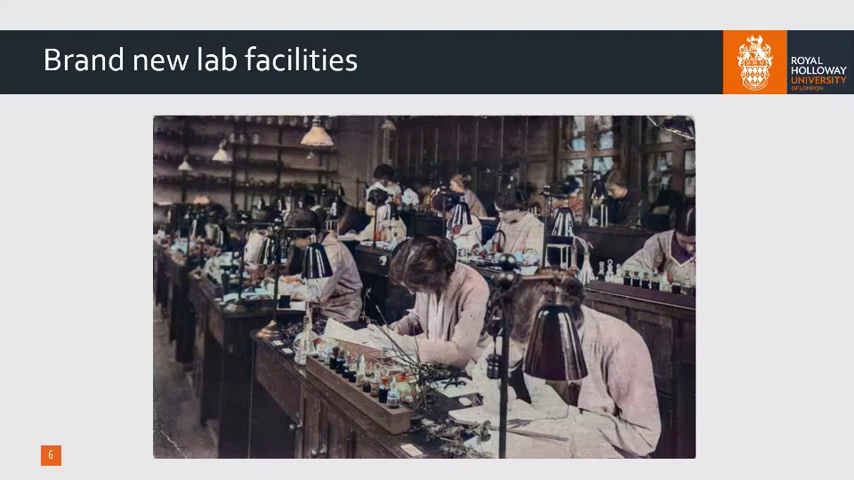 Brand new lab facilities
ROYAL
HOLLOWAY
UNIVERSITY
OF LONDON
6